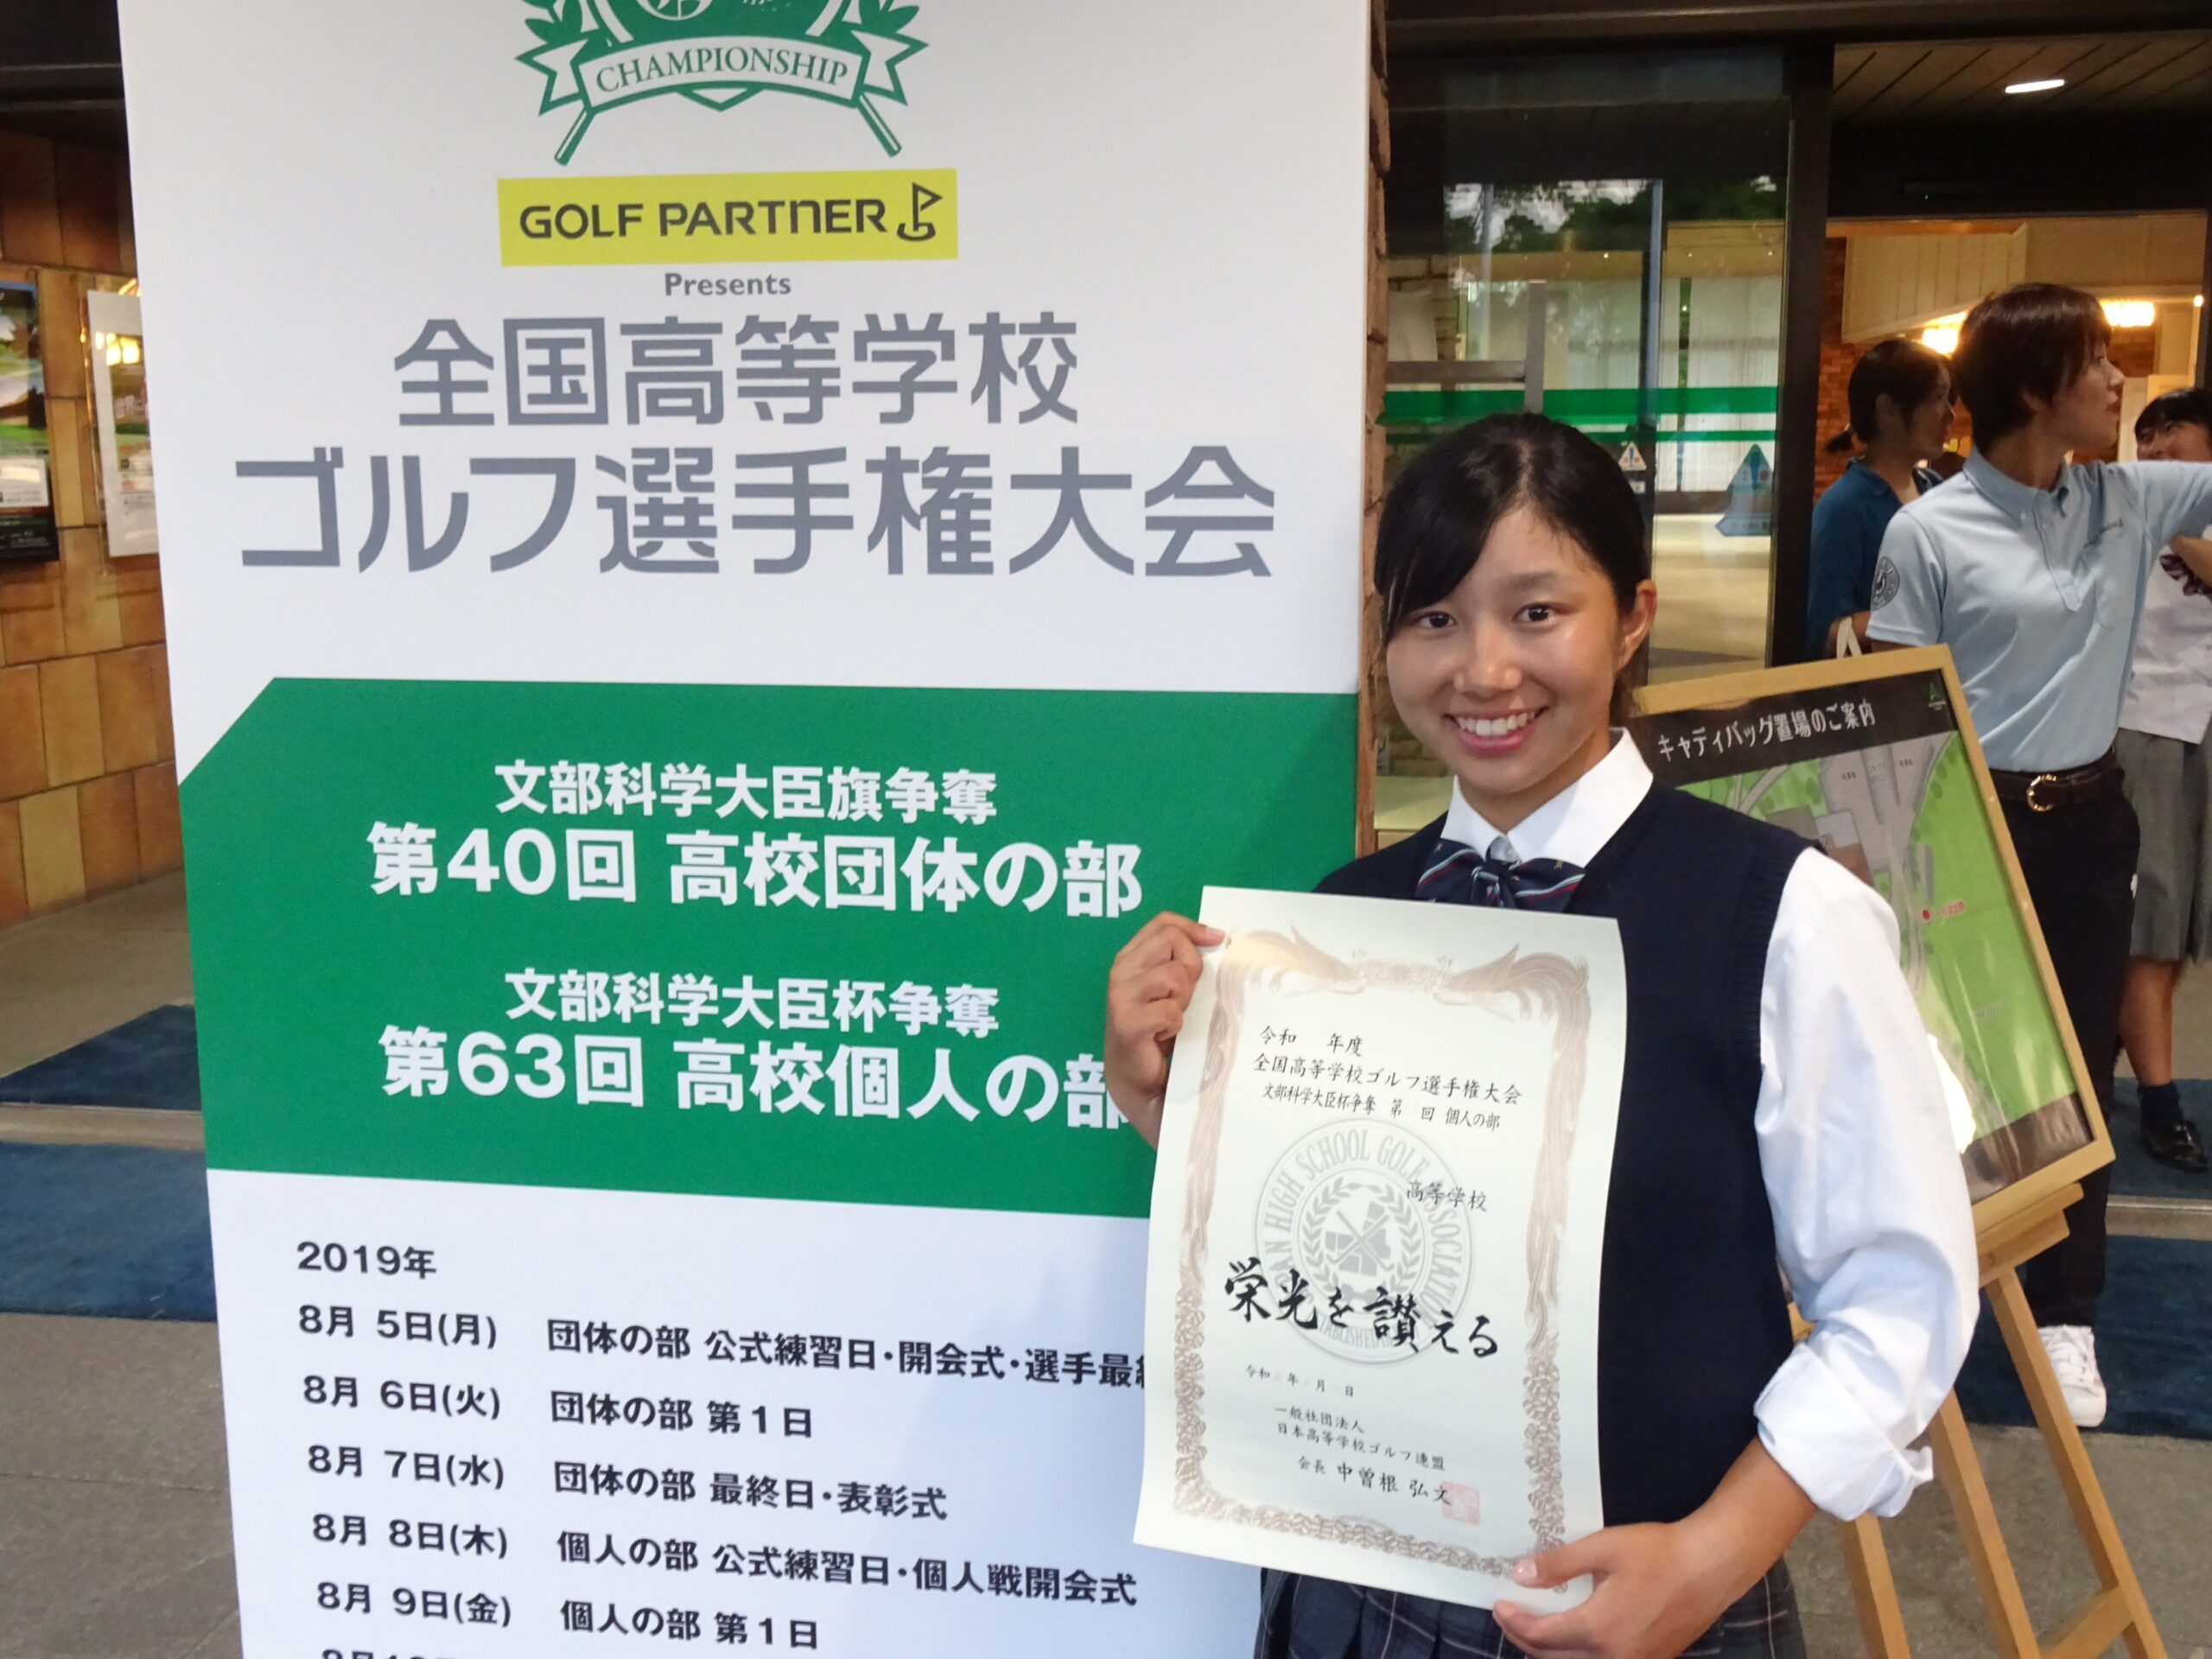 CHAMPIONSHIP
GOLF PARTNER
Presents
全国高等学校
ゴルフ選手権大会
文部科学大臣旗争奪
第40回 高校団体の部
文部科学大臣杯争奪
第63回 高校個人の部
2019年
8月 5日(月) 団体の部 公式練習日・開会式・選手最
8月 6日(火) 団体の部 第1日
8月 7日(水) 団体の部 最終日・表彰式
8月 8日(木) 個人の部 公式練習日・個人戦開会式
8月 9日(金) 個人の部 第1日
令和 年度
全国高等学校ゴルフ選手権大会
文部科学大臣杯争奪 第 回 個人の部
高等学校
栄光を讃える
令和 年 月 日
一般社団法人
日本高等学校ゴルフ連盟
会長 中曽根 弘文
HIGH SCHOOL GOLF ASSOCIATI
キャディバッグ置場のご案内